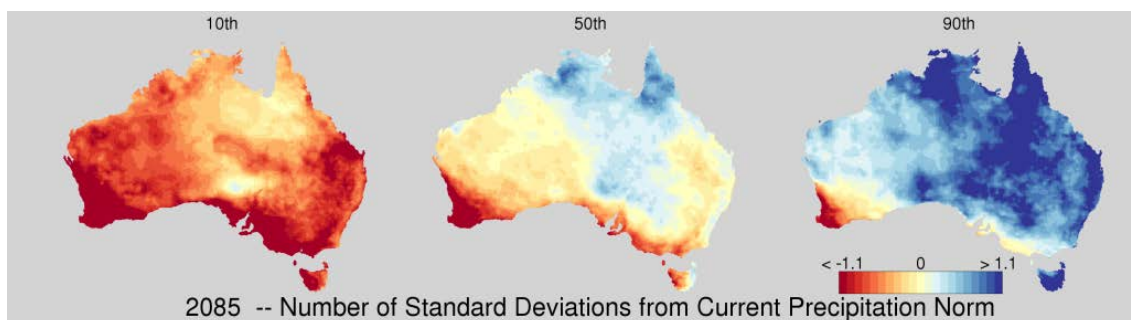 10th 50th 90th
< -1.1 0 > 1.1
2085 -- Number of Standard Deviations from Current Precipitation Norm